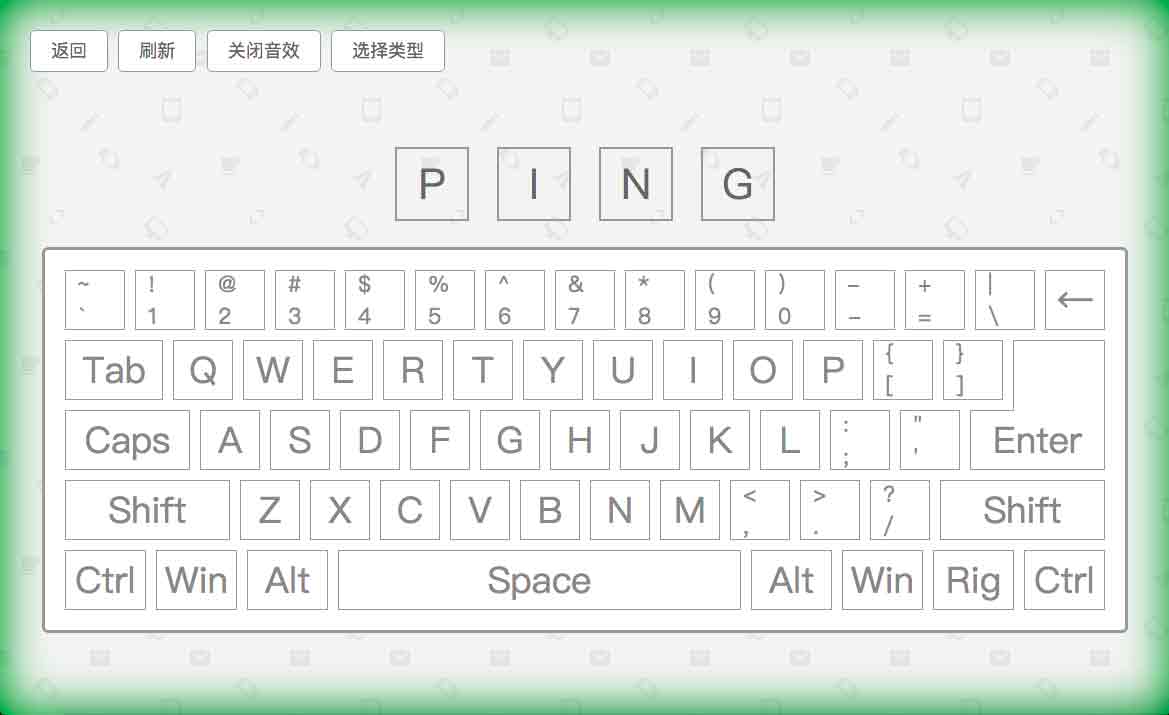 返回 刷新 关闭音效 选择类型
P I N G
~ ! @ # $ % ^ & * ( ) − + | ←
` 1 2 3 4 5 6 7 8 9 0 − = \
Tab Q W E R T Y U I O P { }
[ ]
Caps A S D F G H J K L : " Enter
; '
Shift Z X C V B N M < > ? Shift
, . /
Ctrl Win Alt Space Alt Win Rig Ctrl